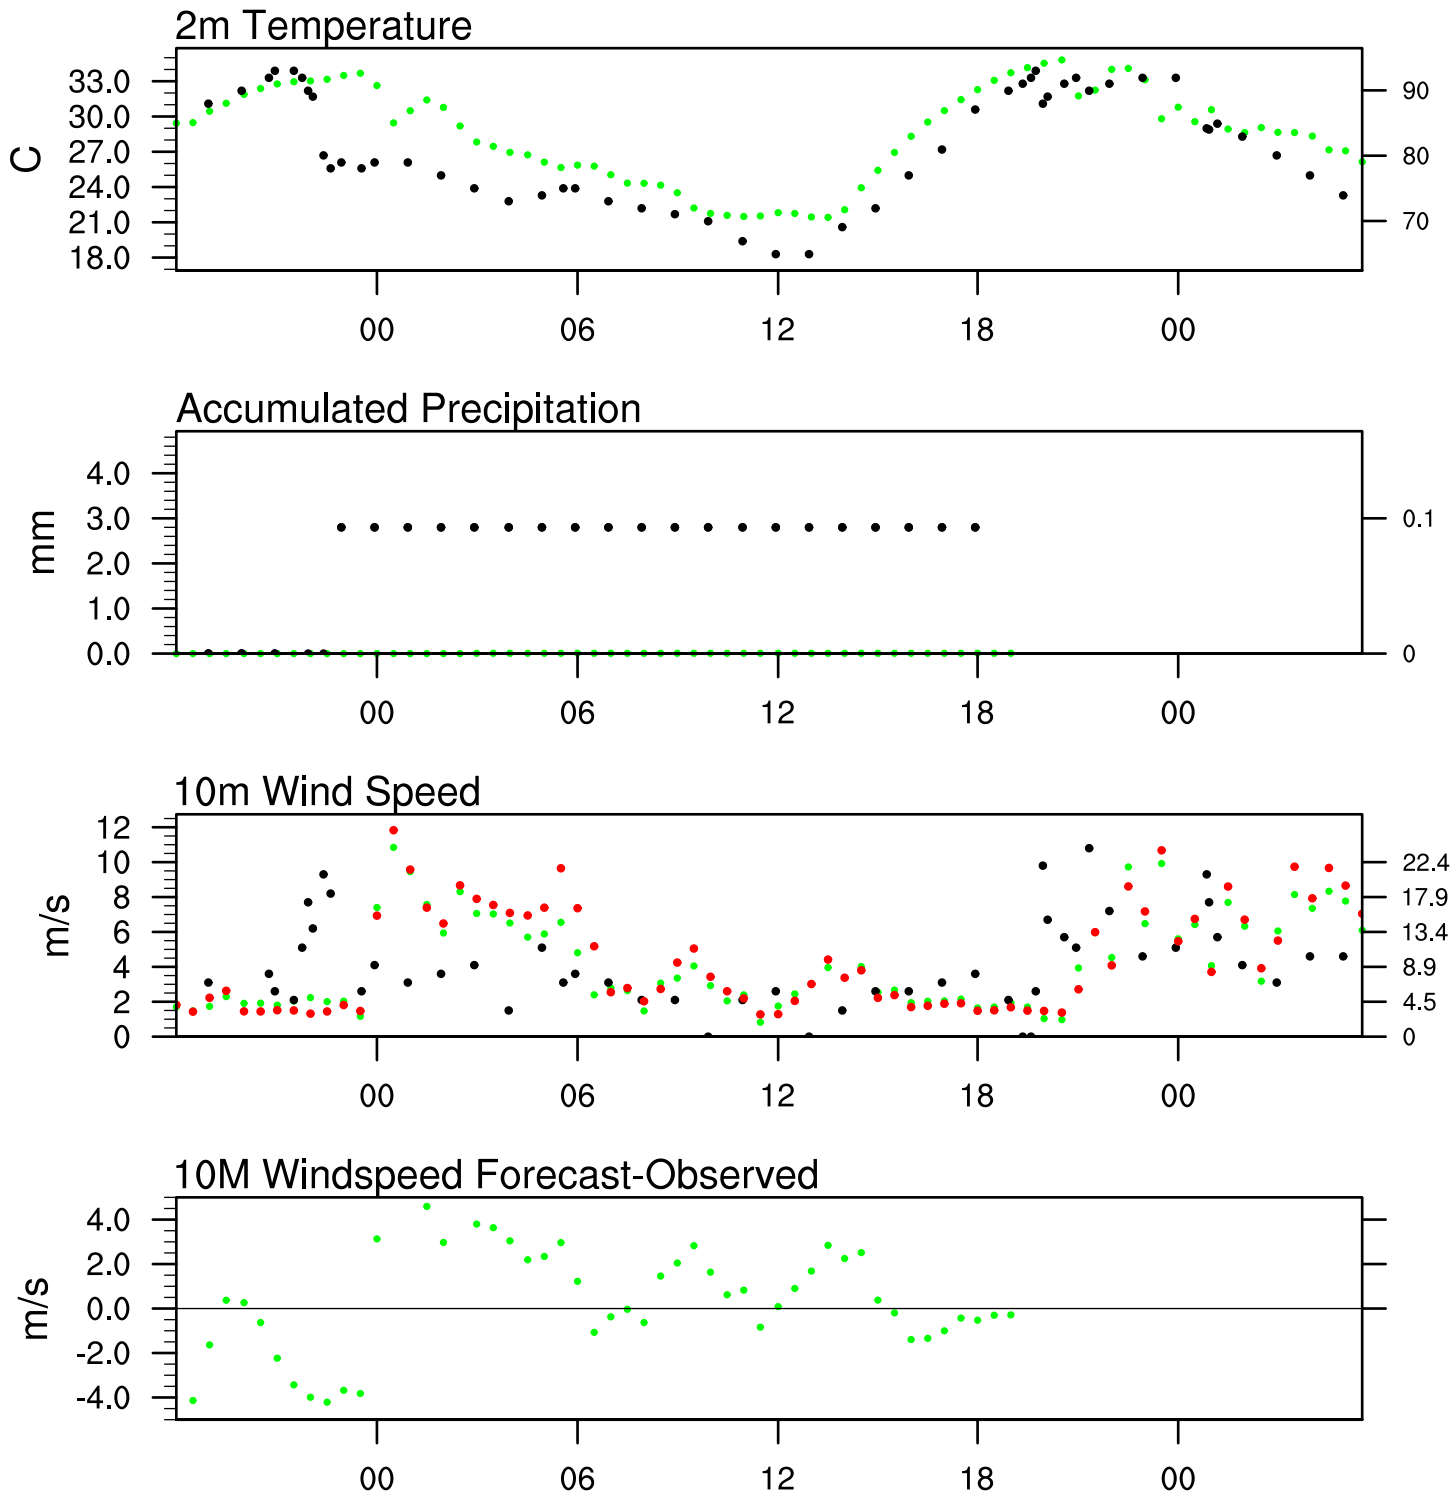 2m Temperature
C
33.0
30.0
27.0
24.0
21.0
18.0
90
80
70
00 06 12 18 00
Accumulated Precipitation
mm
4.0
3.0
2.0
1.0
0.0
0.1
0
00 06 12 18 00
10m Wind Speed
m/s
12
10
8
6
4
2
0
22.4
17.9
13.4
8.9
4.5
0
00 06 12 18 00
10M Windspeed Forecast-Observed
m/s
4.0
2.0
0.0
-2.0
-4.0
00 06 12 18 00